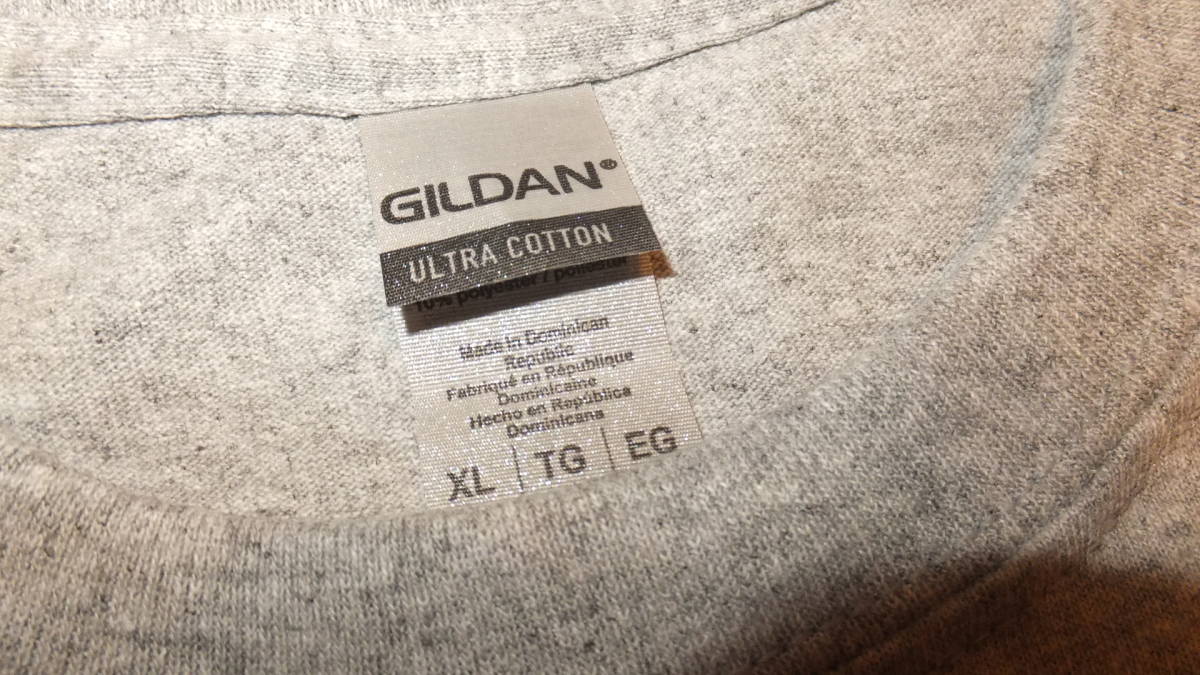 GILDAN®
ULTRA COTTON
10% polyester / poliéster
Made in Dominican
Republic
Fabriqué en République
Dominicaine
Hecho en República
Dominicana
XL | TG | EG